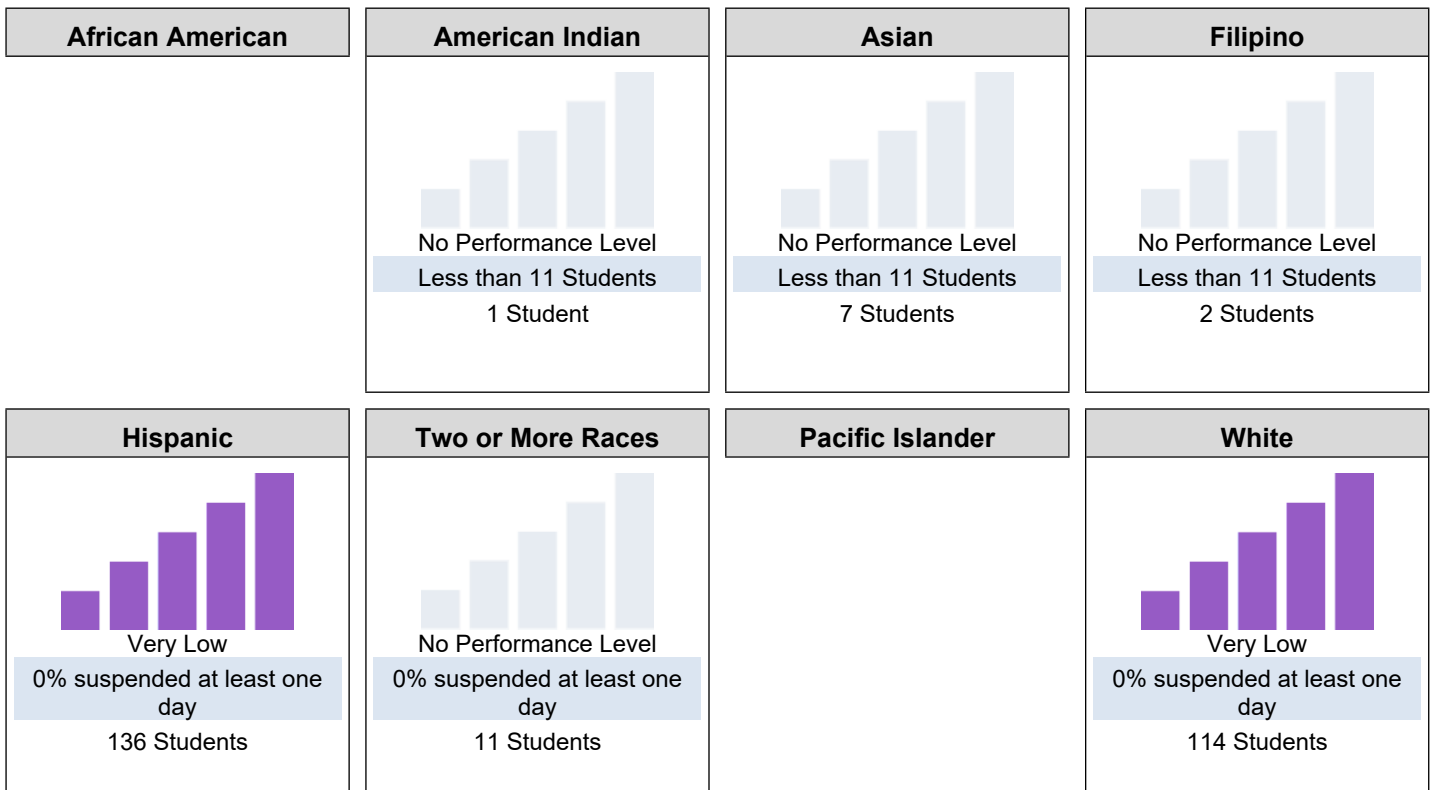 African American
American Indian
Asian
Filipino
No Performance Level
Less than 11 Students
1 Student
No Performance Level
Less than 11 Students
7 Students
No Performance Level
Less than 11 Students
2 Students
Hispanic
Two or More Races
Pacific Islander
White
Very Low
0% suspended at least one
day
136 Students
No Performance Level
0% suspended at least one
day
11 Students
Very Low
0% suspended at least one
day
114 Students